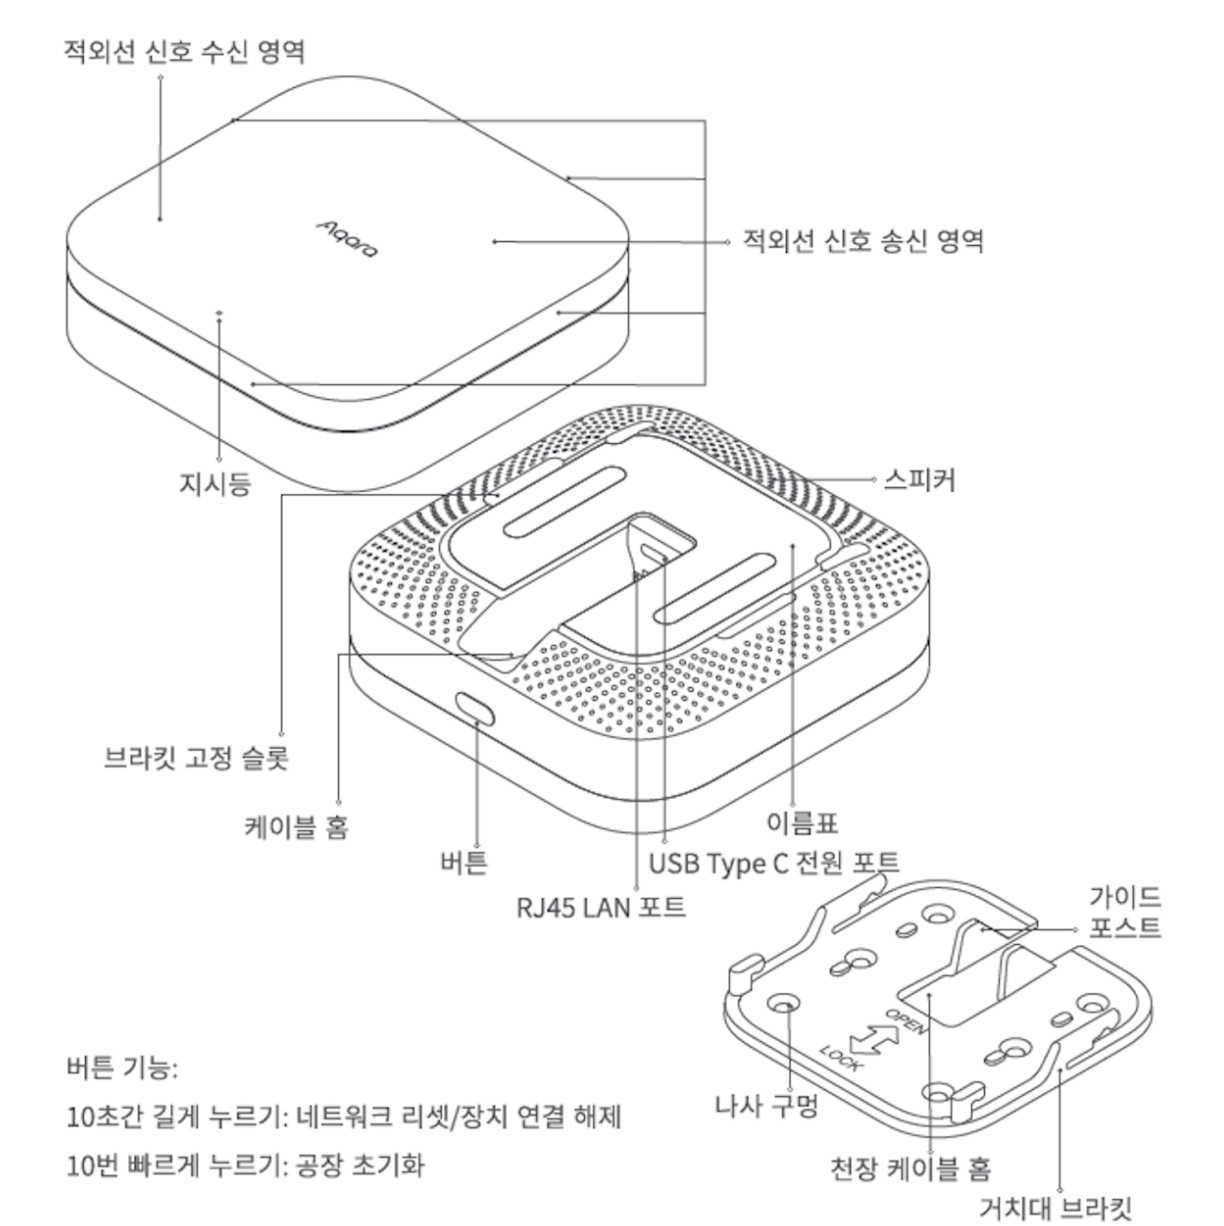 적외선 신호 수신 영역
Aqara
적외선 신호 송신 영역
지시등
스피커
브라킷 고정 슬롯
케이블 홈
버튼
이름표
USB Type C 전원 포트
RJ45 LAN 포트
가이드
포스트
OPEN
LOCK
나사 구멍
천장 케이블 홈
거치대 브라킷
버튼 기능:
10초간 길게 누르기: 네트워크 리셋/장치 연결 해제
10번 빠르게 누르기: 공장 초기화